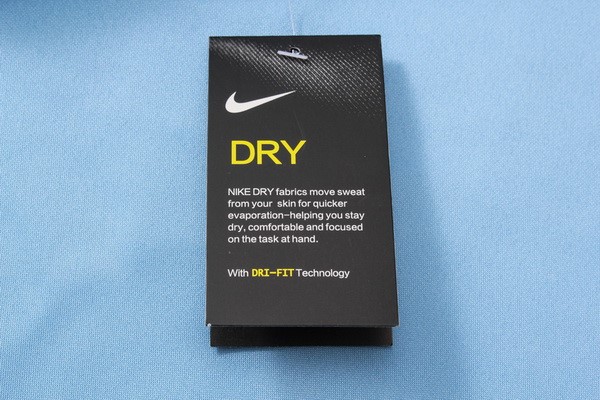 DRY
NIKE DRY fabrics move sweat
from your skin for quicker
evaporation-helping you stay
dry, comfortable and focused
on the task at hand.
With DRI-FIT Technology